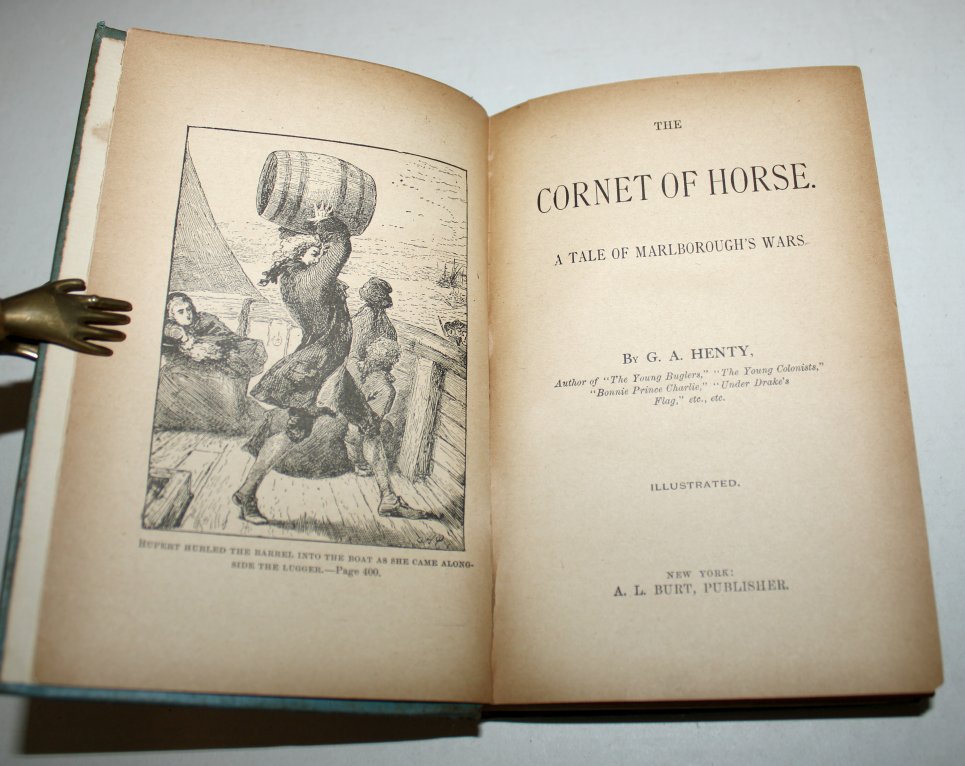 RUPERT HURLED THE BARREL INTO THE BOAT AS SHE CAME ALONG-
SIDE THE LUGGER.—Page 400.
THE
CORNET OF HORSE.
A TALE OF MARLBOROUGH'S WARS
BY G. A. HENTY,
Author of "The Young Buglers," "The Young Colonists,"
"Bonnie Prince Charlie," "Under Drake's
Flag," etc., etc.
ILLUSTRATED.
NEW YORK:
A. L. BURT, PUBLISHER.